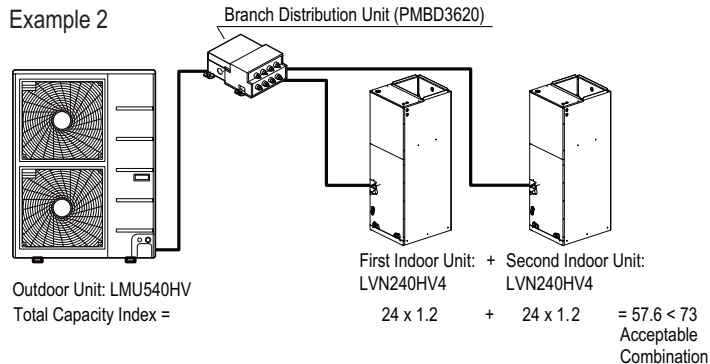 Example 2
Branch Distribution Unit (PMBD3620)
First Indoor Unit: + Second Indoor Unit:
LVN240HV4 LVN240HV4
Outdoor Unit: LMU540HV
Total Capacity Index = 24 x 1.2 + 24 x 1.2 = 57.6 < 73
Acceptable
Combination